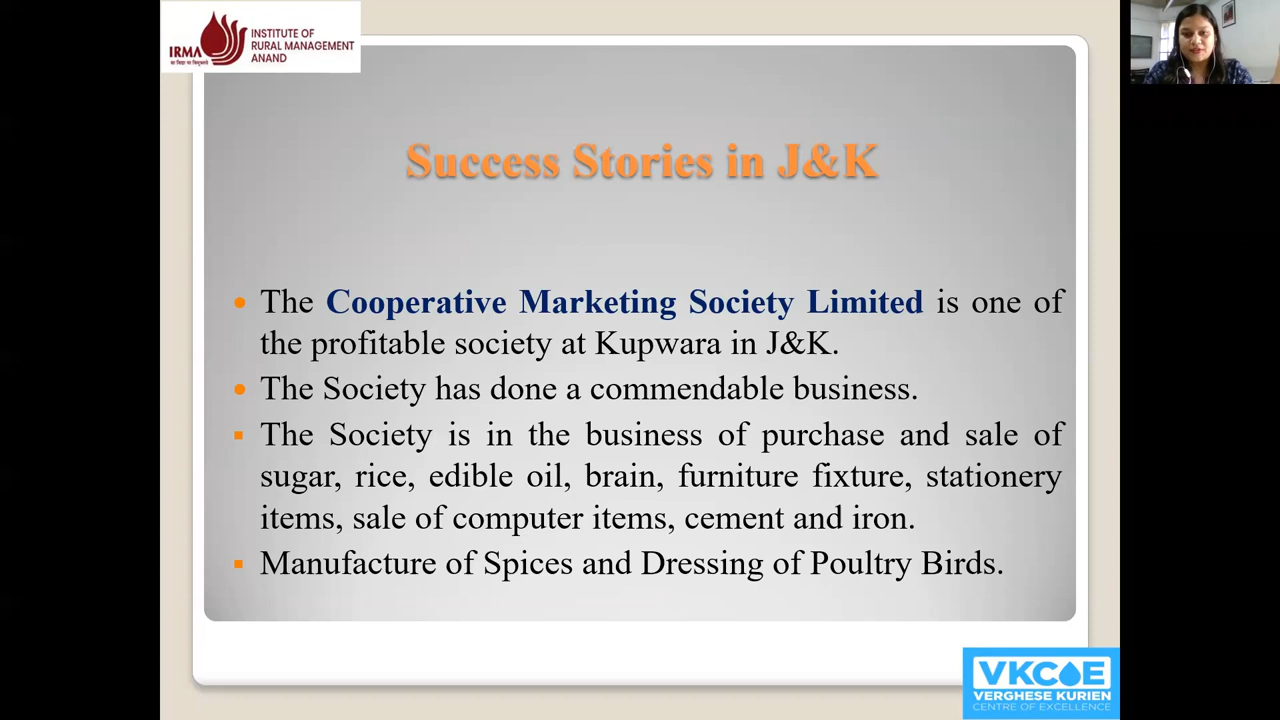 IRMA
INSTITUTE OF
RURAL MANAGEMENT
ANAND
Success Stories in J&K
The Cooperative Marketing Society Limited is one of
the profitable society at Kupwara in J&K.
The Society has done a commendable business.
The Society is in the business of purchase and sale of
sugar, rice, edible oil, brain, furniture fixture, stationery
items, sale of computer items, cement and iron.
Manufacture of Spices and Dressing of Poultry Birds.
VKCOE
VERGHESE KURIEN
CENTRE OF EXCELLENCE